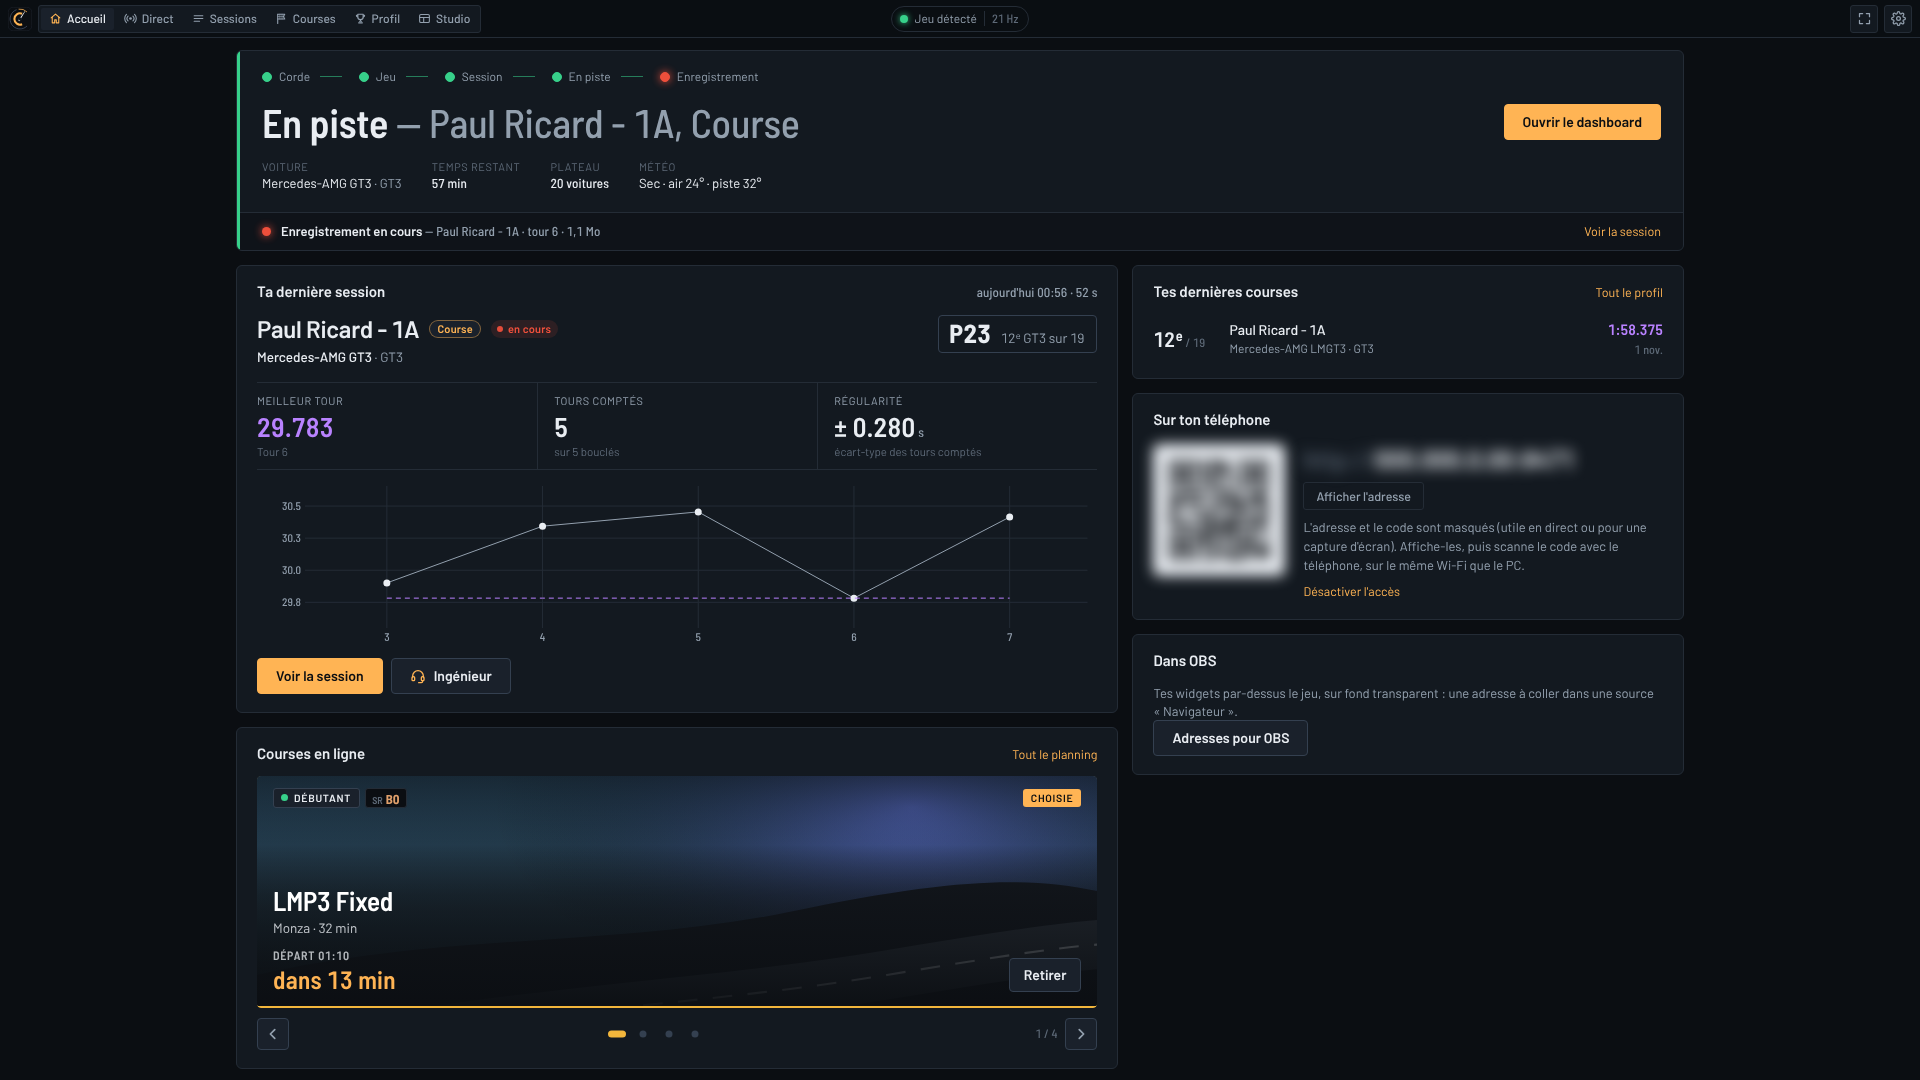 Accueil Direct Sessions Courses Profil Studio
Jeu détecté 21 Hz
Corde Jeu Session En piste Enregistrement
En piste — Paul Ricard - 1A, Course
Ouvrir le dashboard
VOITURE TEMPS RESTANT PLATEAU MÉTÉO
Mercedes-AMG GT3 · GT3 57 min 20 voitures Sec · air 24° · piste 32°
Enregistrement en cours — Paul Ricard - 1A · tour 6 · 1,1 Mo
Voir la session
Ta dernière session
aujourd'hui 00:56 · 52 s
Paul Ricard - 1A Course en cours
P23 12ᵉ GT3 sur 19
Mercedes-AMG GT3 · GT3
MEILLEUR TOUR
29.783
Tour 6
TOURS COMPTÉS
5
sur 5 bouclés
RÉGULARITÉ
± 0.280 s
écart-type des tours comptés
30.5
30.3
30.0
29.8
3 4 5 6 7
Voir la session Ingénieur
Courses en ligne
Tout le planning
DÉBUTANT SR B0
CHOISIE
LMP3 Fixed
Monza · 32 min
DÉPART 01:10
dans 13 min
Retirer
1 / 4
Tes dernières courses
Tout le profil
12ᵉ / 19
Paul Ricard - 1A
Mercedes-AMG LMGT3 · GT3
1:58.375
1 nov.
Sur ton téléphone
Afficher l'adresse
L'adresse et le code sont masqués (utile en direct ou pour une
capture d'écran). Affiche-les, puis scanne le code avec le
téléphone, sur le même Wi-Fi que le PC.
Désactiver l'accès
Dans OBS
Tes widgets par-dessus le jeu, sur fond transparent : une adresse à coller dans une source
« Navigateur ».
Adresses pour OBS